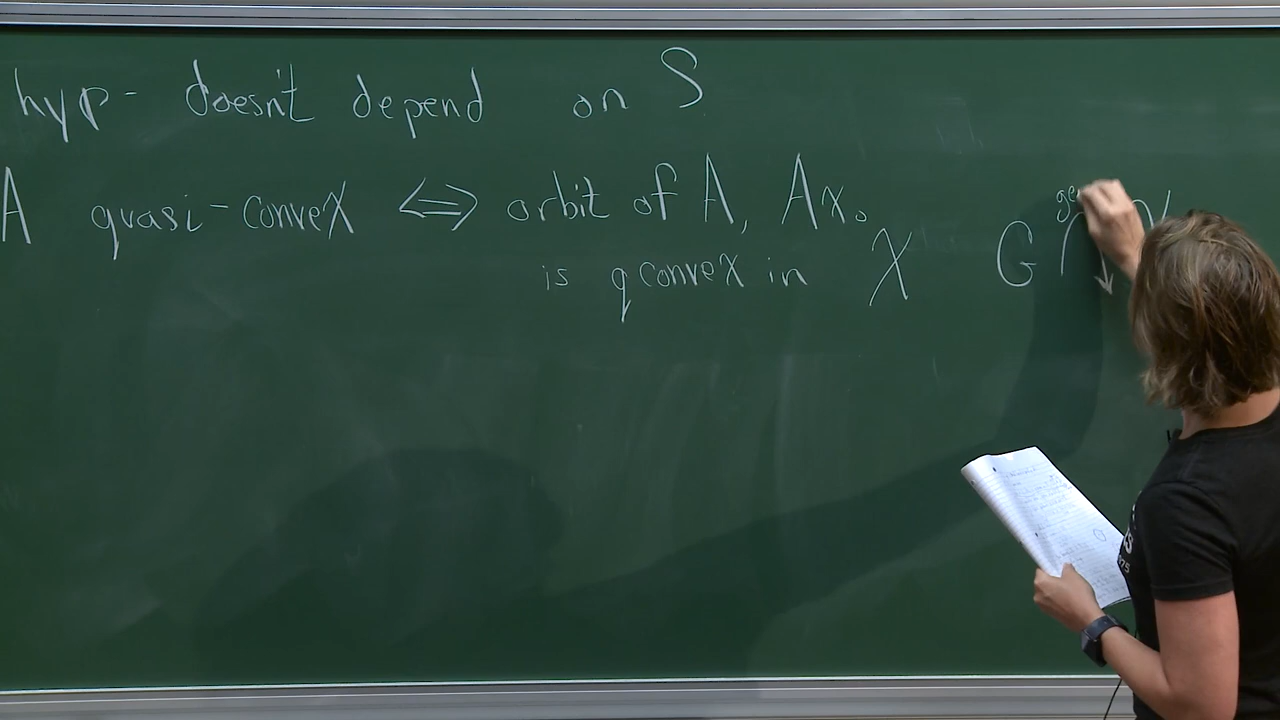 hyp- doesn't depend on S
A quasi-convex ⟺ orbit of A, Ax₀
is qconvex in X
G ↷